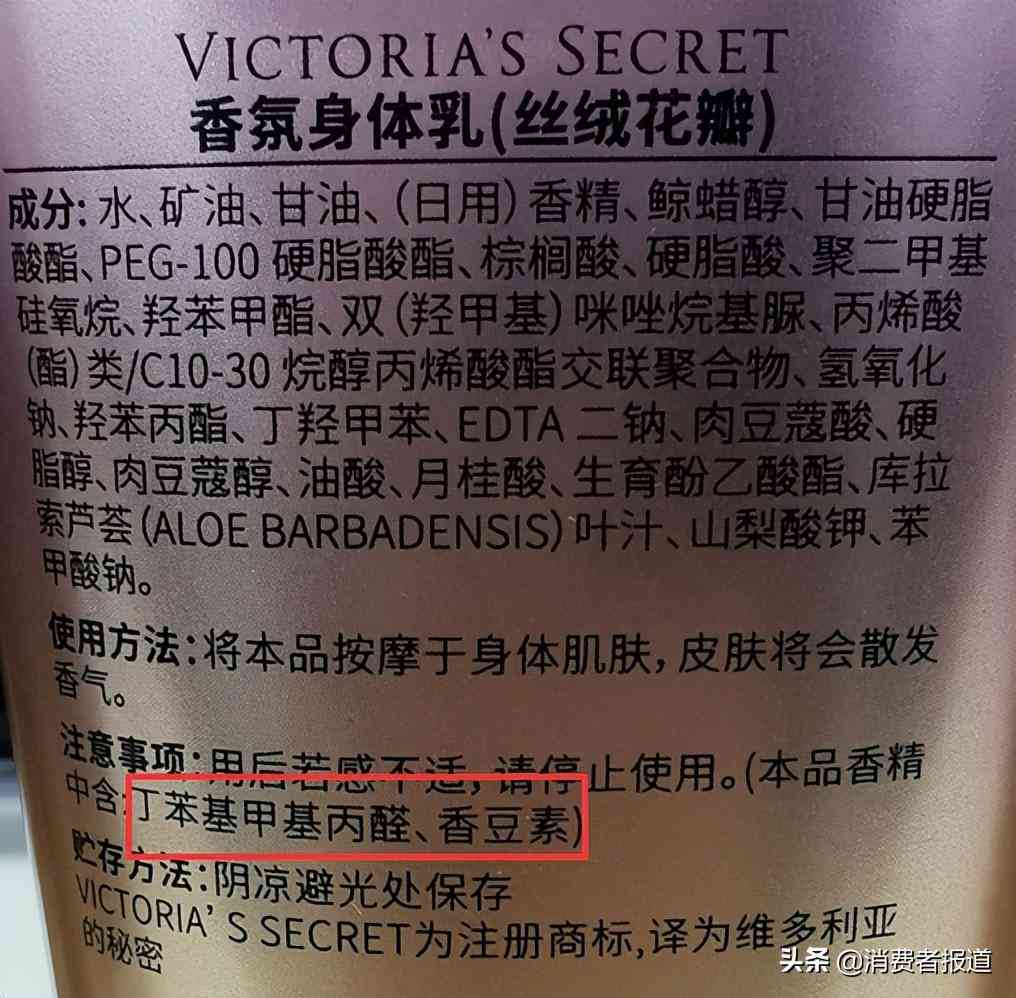 VICTORIA'S SECRET
香氛身体乳(丝绒花瓣)
成分:水、矿油、甘油、(日用)香精、鲸蜡醇、甘油硬脂
酸酯、PEG-100 硬脂酸酯、棕榈酸、硬脂酸、聚二甲基
硅氧烷、羟苯甲酯、双(羟甲基)咪唑烷基脲、丙烯酸
(酯)类/C10-30 烷醇丙烯酸酯交联聚合物、氢氧化
钠、羟苯丙酯、丁羟甲苯、EDTA 二钠、肉豆蔻酸、硬
脂醇、肉豆蔻醇、油酸、月桂酸、生育酚乙酸酯、库拉
索芦荟(ALOE BARBADENSIS)叶汁、山梨酸钾、苯
甲酸钠。
使用方法:将本品按摩于身体肌肤,皮肤将会散发
香气。
注意事项:用后若感不适,请停止使用。(本品香精
中含:丁苯基甲基丙醛、香豆素)
贮存方法:阴凉避光处保存
VICTORIA'S SECRET为注册商标,译为维多利亚
的秘密
头条 @消费者报道